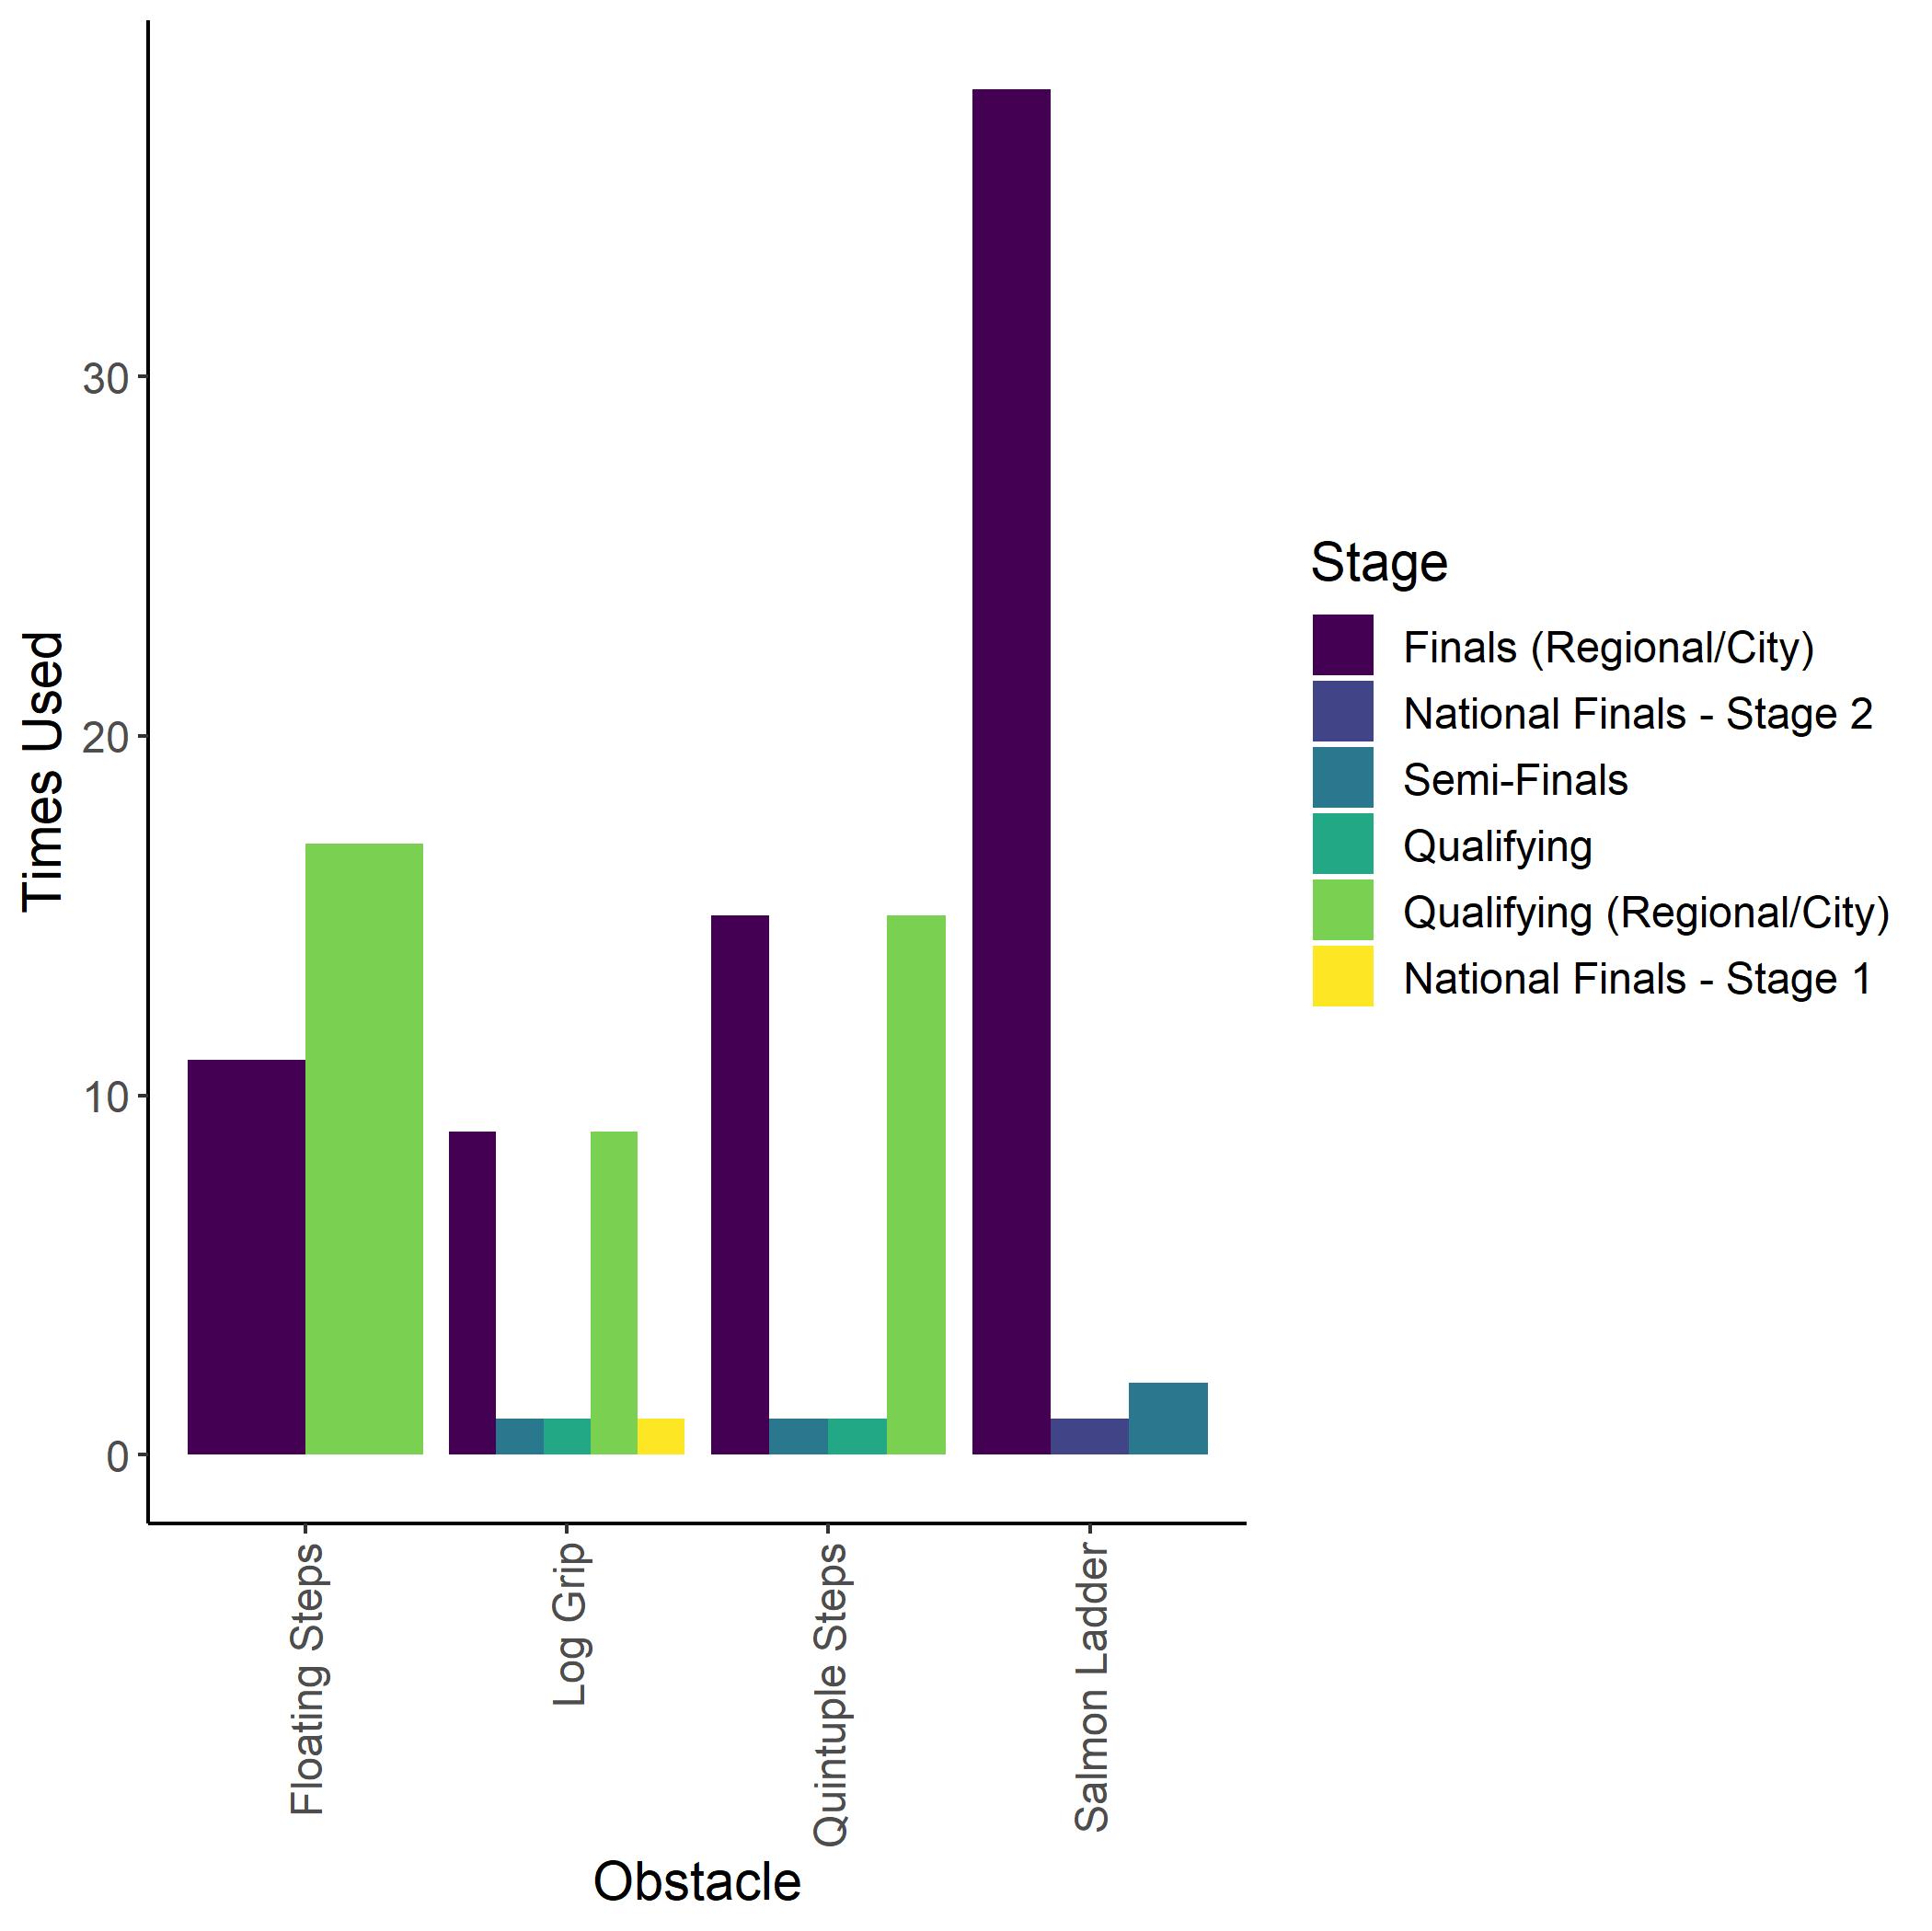 Times Used
30
20
10
0
Floating Steps
Log Grip
Quintuple Steps
Salmon Ladder
Obstacle
Stage
Finals (Regional/City)
National Finals - Stage 2
Semi-Finals
Qualifying
Qualifying (Regional/City)
National Finals - Stage 1